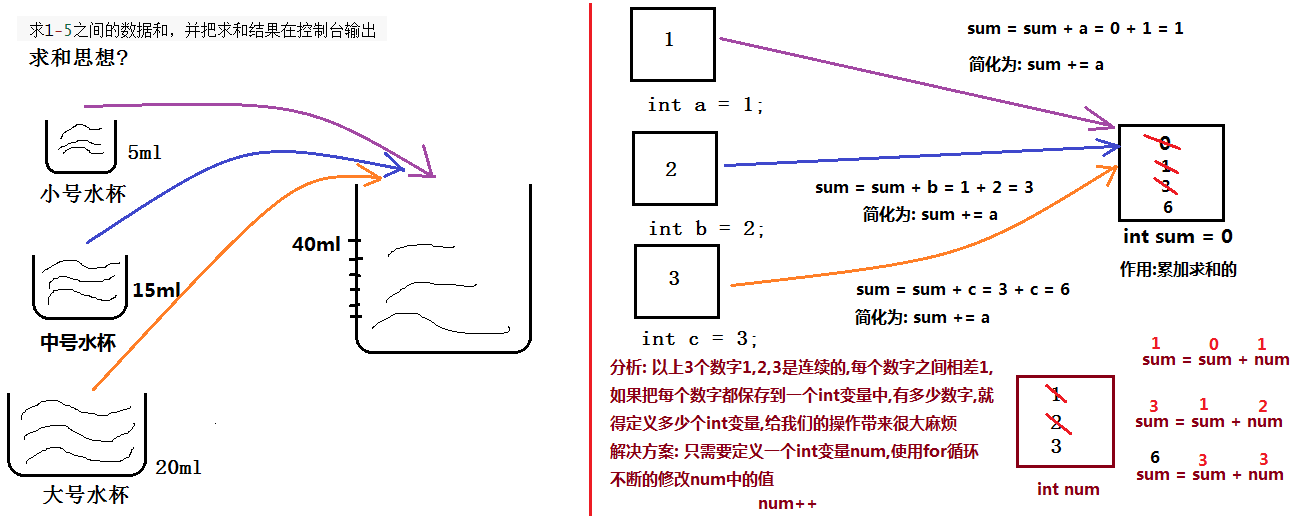 求1-5之间的数据和，并把求和结果在控制台输出
求和思想?
5ml
小号水杯
15ml
中号水杯
20ml
大号水杯
40ml
1
int a = 1;
2
int b = 2;
3
int c = 3;
sum = sum + a = 0 + 1 = 1
简化为: sum += a
sum = sum + b = 1 + 2 = 3
简化为: sum += a
sum = sum + c = 3 + c = 6
简化为: sum += a
0
1
3
6
int sum = 0
作用:累加求和的
分析: 以上3个数字1,2,3是连续的,每个数字之间相差1,
如果把每个数字都保存到一个int变量中,有多少数字,就
得定义多少个int变量,给我们的操作带来很大麻烦
解决方案: 只需要定义一个int变量num,使用for循环
不断的修改num中的值
num++
1
2
3
int num
1 0 1
sum = sum + num
3 1 2
sum = sum + num
6 3 3
sum = sum + num